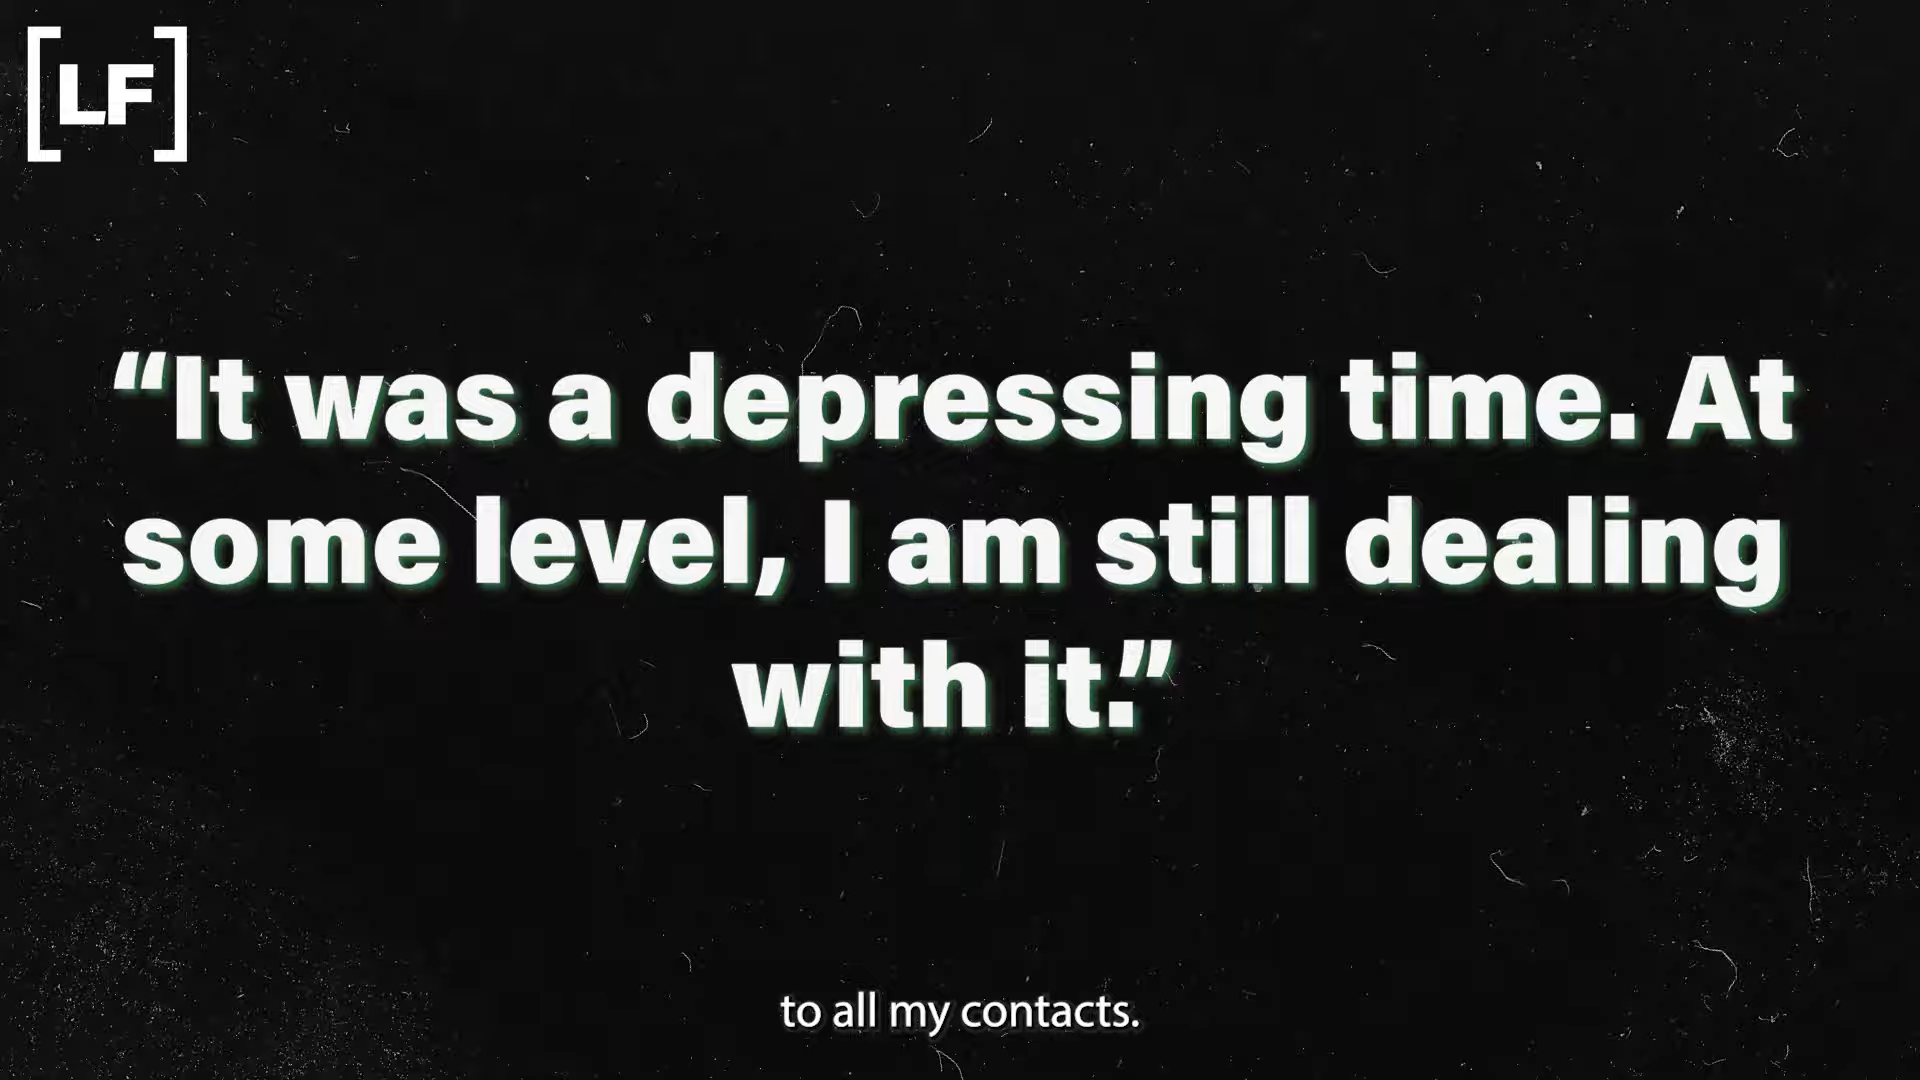 [LF]
“It was a depressing time. At
some level, I am still dealing
with it.”
to all my contacts.